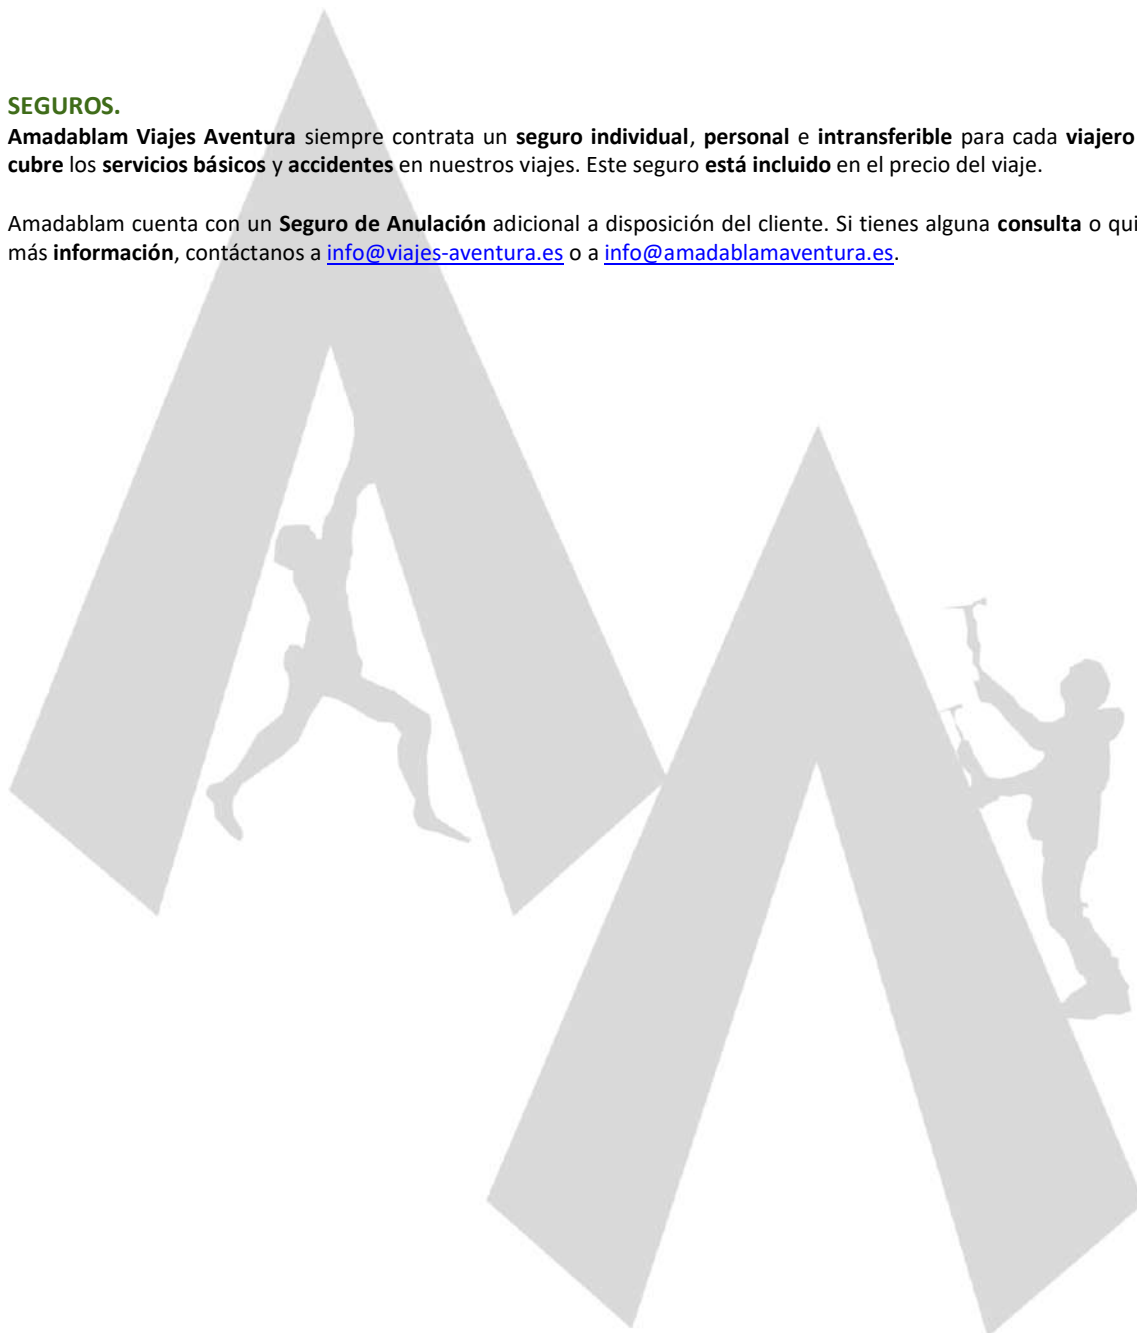 SEGUROS.
Amadablam Viajes Aventura siempre contrata un seguro individual, personal e intransferible para cada viajero
cubre los servicios básicos y accidentes en nuestros viajes. Este seguro está incluido en el precio del viaje.
Amadablam cuenta con un Seguro de Anulación adicional a disposición del cliente. Si tienes alguna consulta o qui
más información, contáctanos a info@viajes-aventura.es o a info@amadablamaventura.es.